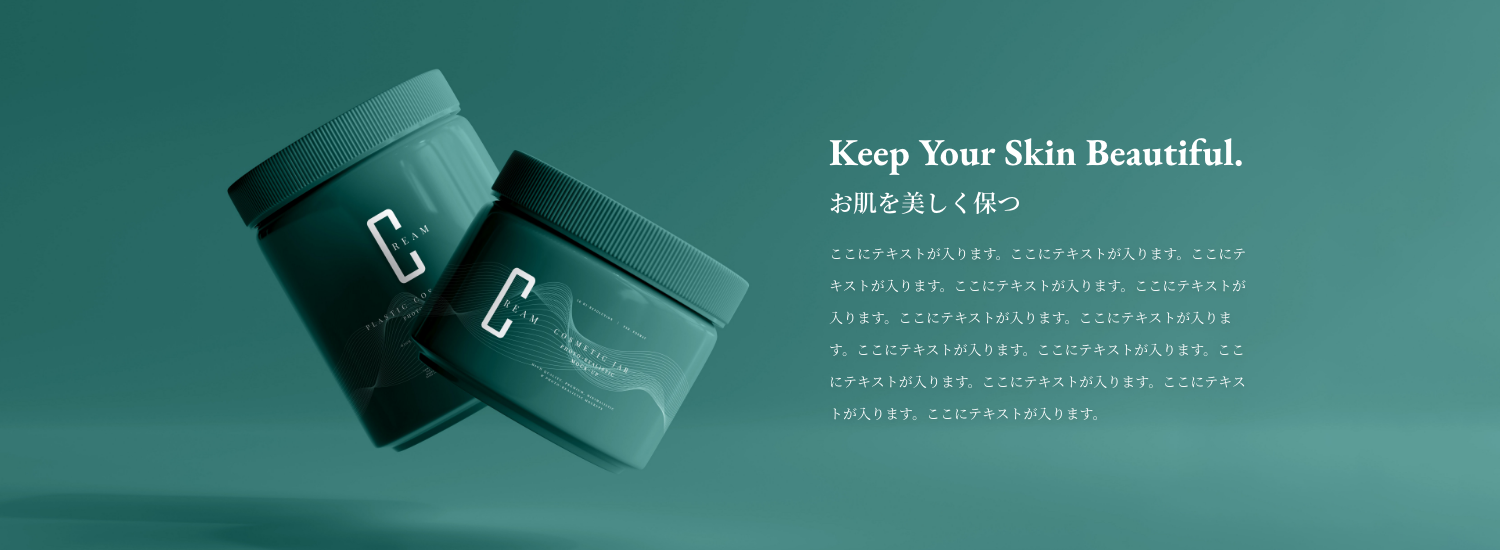 CREAM
PLASTIC COS
CREAM
COSMETIC JAR
PHOTO-REALISTIC
MOCK-UP
Keep Your Skin Beautiful.
お肌を美しく保つ
ここにテキストが入ります。ここにテキストが入ります。ここにテ
キストが入ります。ここにテキストが入ります。ここにテキストが
入ります。ここにテキストが入ります。ここにテキストが入りま
す。ここにテキストが入ります。ここにテキストが入ります。ここ
にテキストが入ります。ここにテキストが入ります。ここにテキス
トが入ります。ここにテキストが入ります。